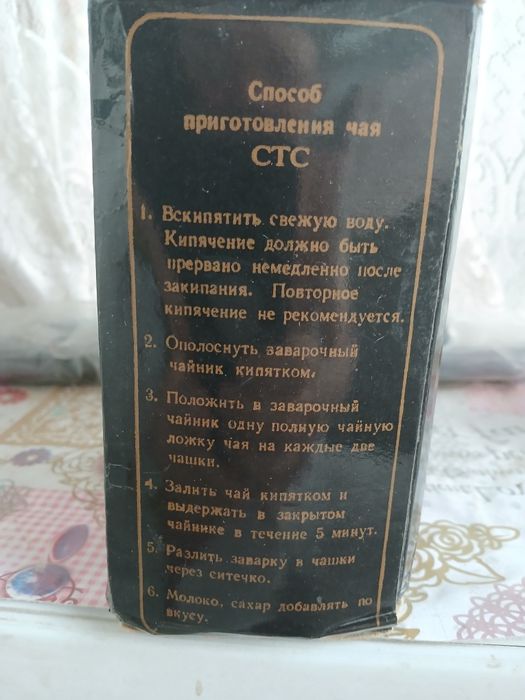 Способ
приготовления чая
СТС
1. Вскипятить свежую воду.
Кипячение должно быть
прервано немедленно после
закипания. Повторное
кипячение не рекомендуется.
2. Ополоснуть заварочный
чайник кипятком.
3. Положить в заварочный
чайник одну полную чайную
ложку чая на каждые две
чашки.
4. Залить чай кипятком и
выдержать в закрытом
чайнике в течение 5 минут.
5. Разлить заварку в чашки
через ситечко.
6. Молоко, сахар добавлять по
вкусу.